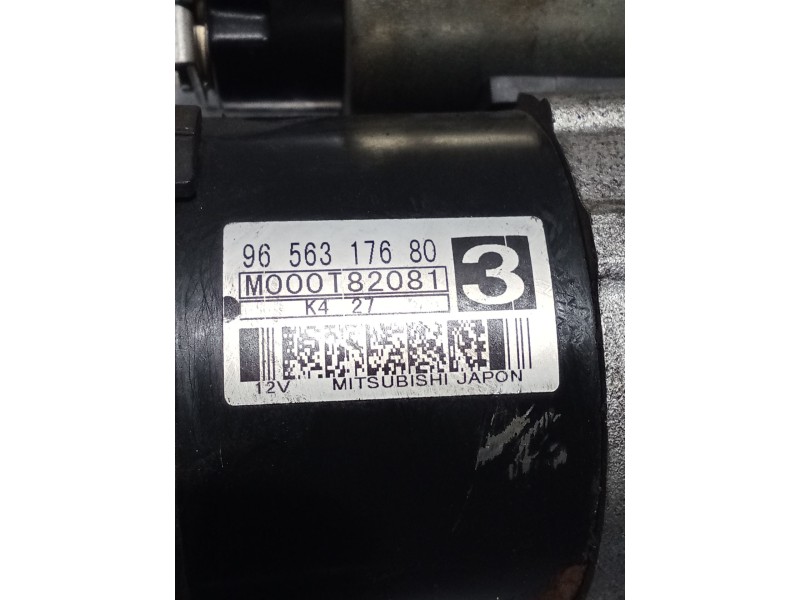 96 563 176 80
3
M000T82081
K4 27
12V MITSUBISHI JAPON